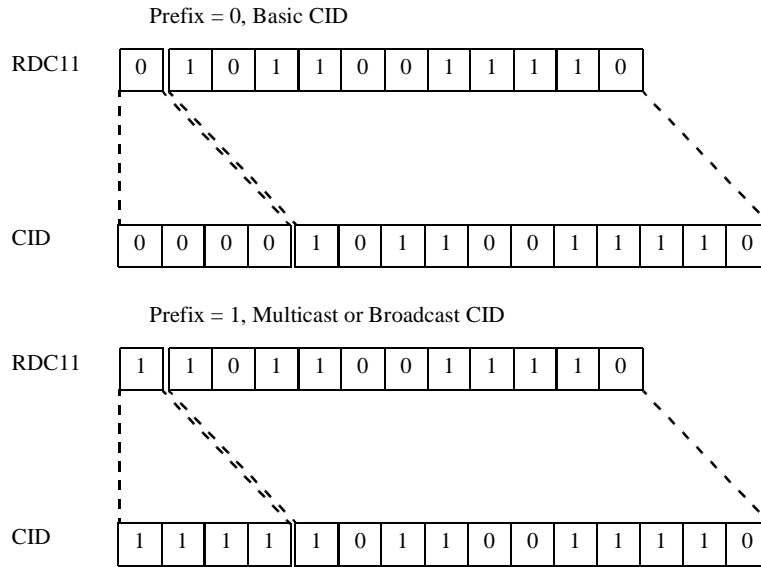 Prefix = 0, Basic CID
RDC11 0 1 0 1 1 0 0 1 1 1 1 0
CID 0 0 0 0 1 0 1 1 0 0 1 1 1 1 0
Prefix = 1, Multicast or Broadcast CID
RDC11 1 1 0 1 1 0 0 1 1 1 1 0
CID 1 1 1 1 1 0 1 1 0 0 1 1 1 1 0